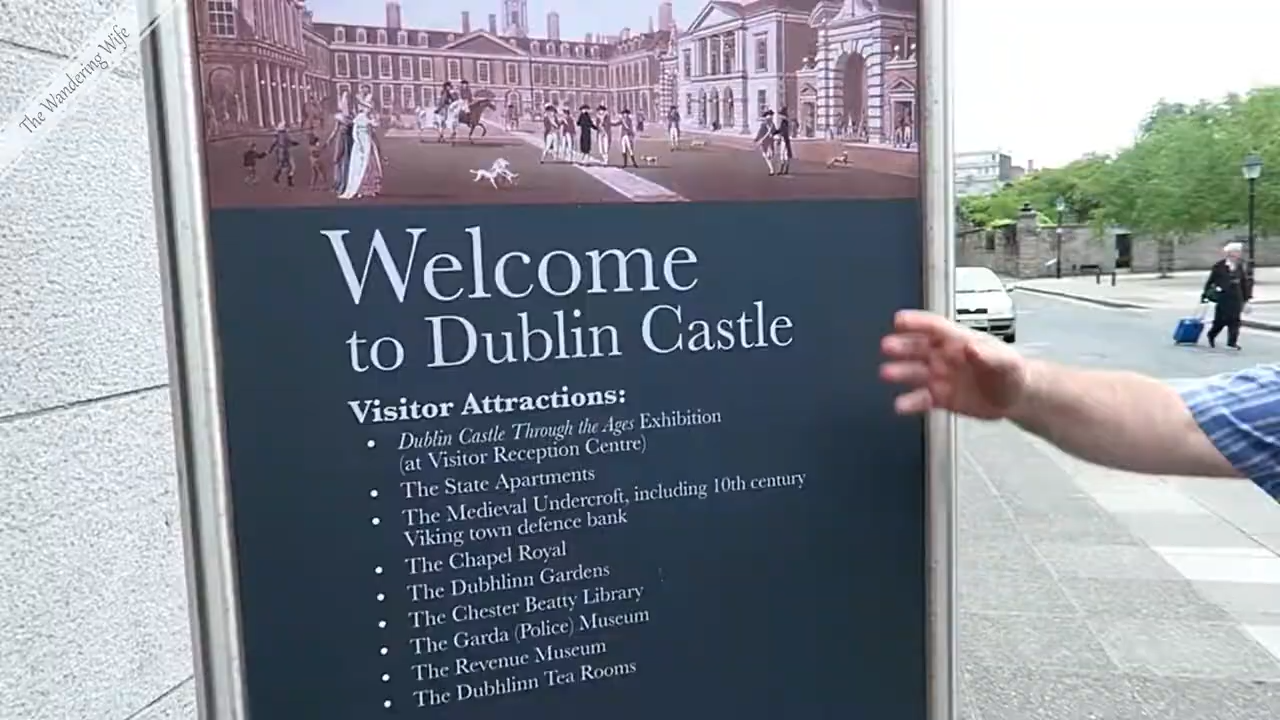 The Wandering Wife
Welcome
to Dublin Castle
Visitor Attractions:
• Dublin Castle Through the Ages Exhibition
(at Visitor Reception Centre)
• The State Apartments
• The Medieval Undercroft, including 10th century
Viking town defence bank
• The Chapel Royal
• The Dubhlinn Gardens
• The Chester Beatty Library
• The Garda (Police) Museum
• The Revenue Museum
• The Dubhlinn Tea Rooms